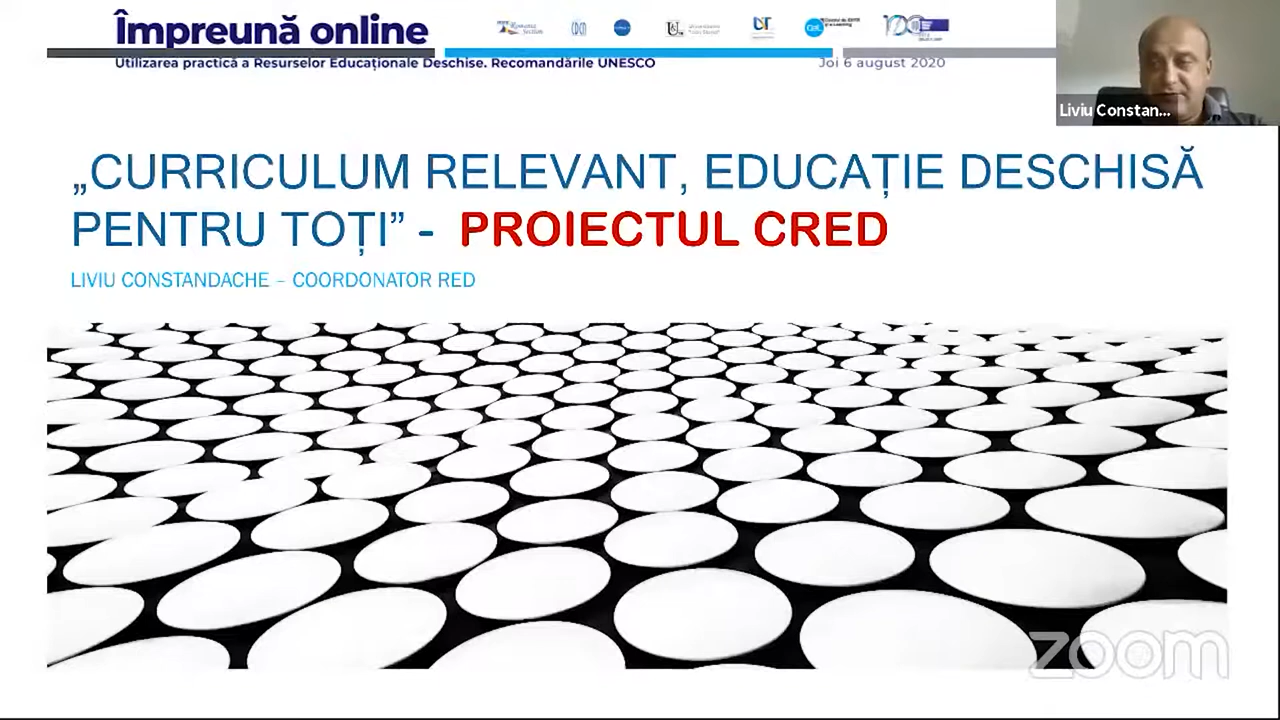 Împreună online
Utilizarea practică a Resurselor Educaționale Deschise. Recomandările UNESCO
Joi 6 august 2020
Liviu Constan...
„CURRICULUM RELEVANT, EDUCAȚIE DESCHISĂ
PENTRU TOȚI” - PROIECTUL CRED
LIVIU CONSTANDACHE – COORDONATOR RED
zoom